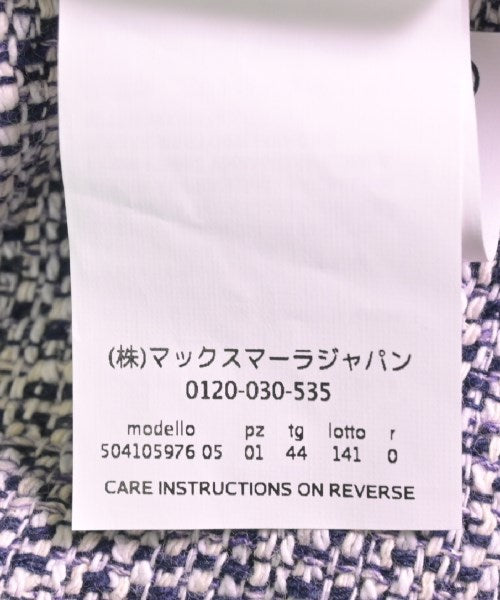 (株)マックスマーラジャパン
0120-030-535
modello pz tg lotto r
504105976 05 01 44 141 0
CARE INSTRUCTIONS ON REVERSE